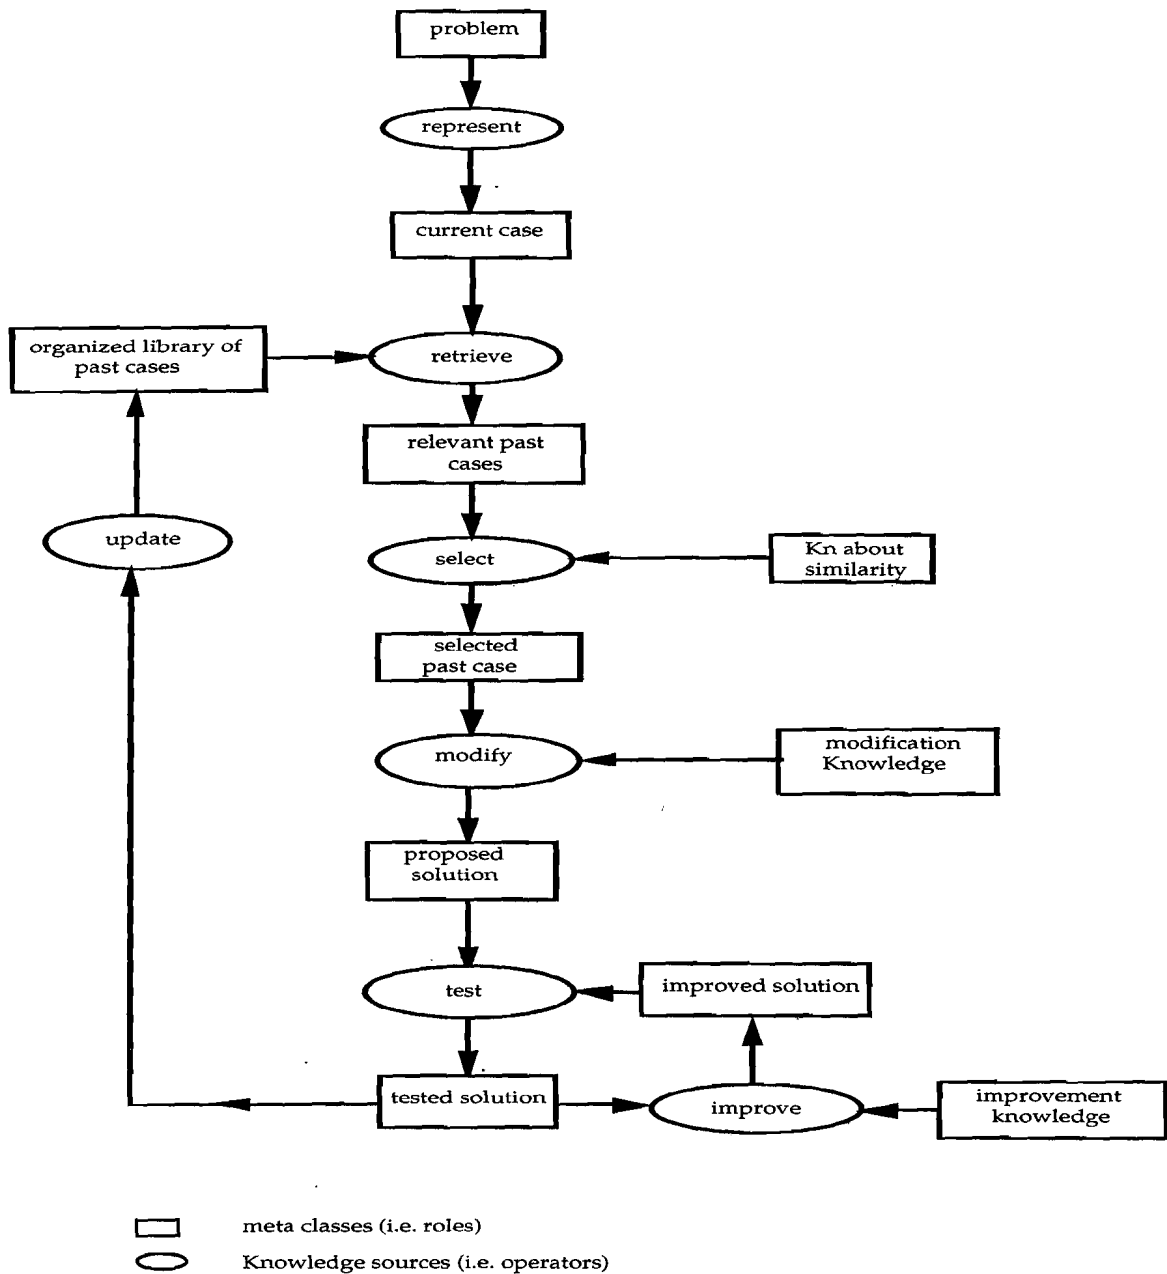 problem
represent
current case
organized library of
past cases
retrieve
relevant past
cases
update
select
Kn about
similarity
selected
past case
modify
modification
Knowledge
proposed
solution
test
improved solution
tested solution
improve
improvement
knowledge
meta classes (i.e. roles)
Knowledge sources (i.e. operators)